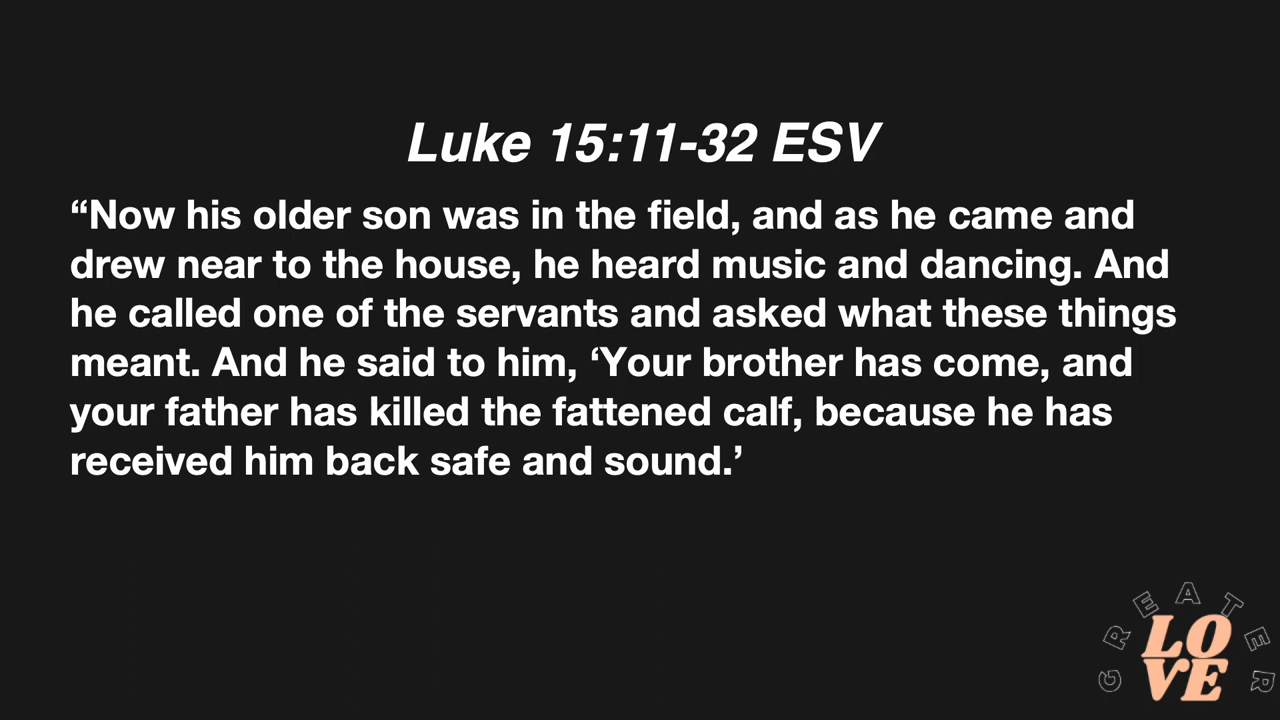 Luke 15:11-32 ESV
“Now his older son was in the field, and as he came and
drew near to the house, he heard music and dancing. And
he called one of the servants and asked what these things
meant. And he said to him, ‘Your brother has come, and
your father has killed the fattened calf, because he has
received him back safe and sound.’
GREATER
LO
VE